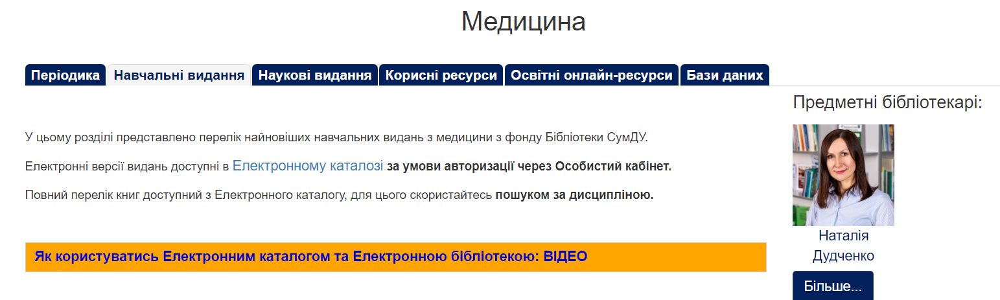 Медицина
Періодика Навчальні видання Наукові видання Корисні ресурси Освітні онлайн-ресурси Бази даних
У цьому розділі представлено перелік найновіших навчальних видань з медицини з фонду Бібліотеки СумДУ.
Електронні версії видань доступні в Електронному каталозі за умови авторизації через Особистий кабінет.
Повний перелік книг доступний з Електронного каталогу, для цього скористайтесь пошуком за дисципліною.
Як користуватись Електронним каталогом та Електронною бібліотекою: ВІДЕО
Предметні бібліотекарі:
Наталія
Дудченко
Більше...